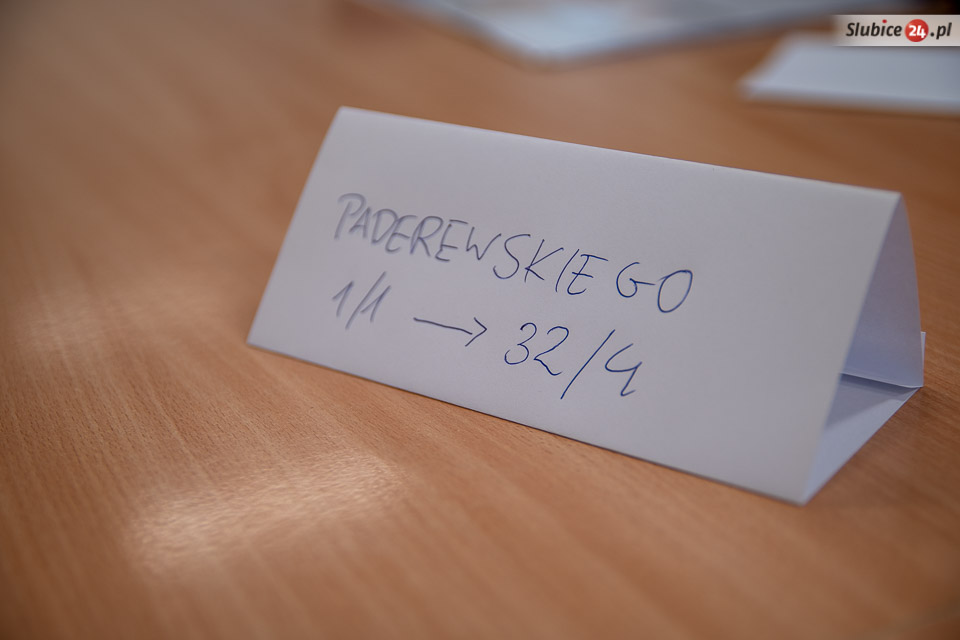 Slubice24.pl
PADEREWSKIEGO
1/1 → 32/4